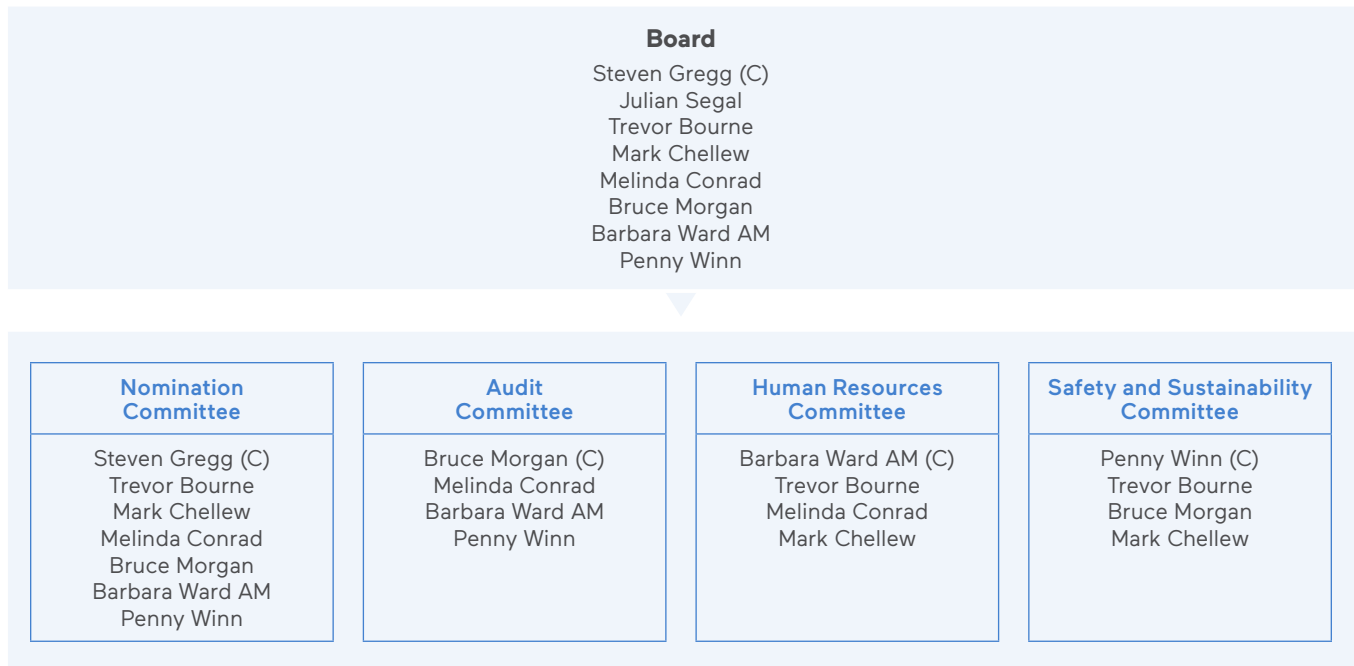 Board
Steven Gregg (C)
Julian Segal
Trevor Bourne
Mark Chellew
Melinda Conrad
Bruce Morgan
Barbara Ward AM
Penny Winn
Nomination
Committee
Steven Gregg (C)
Trevor Bourne
Mark Chellew
Melinda Conrad
Bruce Morgan
Barbara Ward AM
Penny Winn
Audit
Committee
Bruce Morgan (C)
Melinda Conrad
Barbara Ward AM
Penny Winn
Human Resources
Committee
Barbara Ward AM (C)
Trevor Bourne
Melinda Conrad
Mark Chellew
Safety and Sustainability
Committee
Penny Winn (C)
Trevor Bourne
Bruce Morgan
Mark Chellew